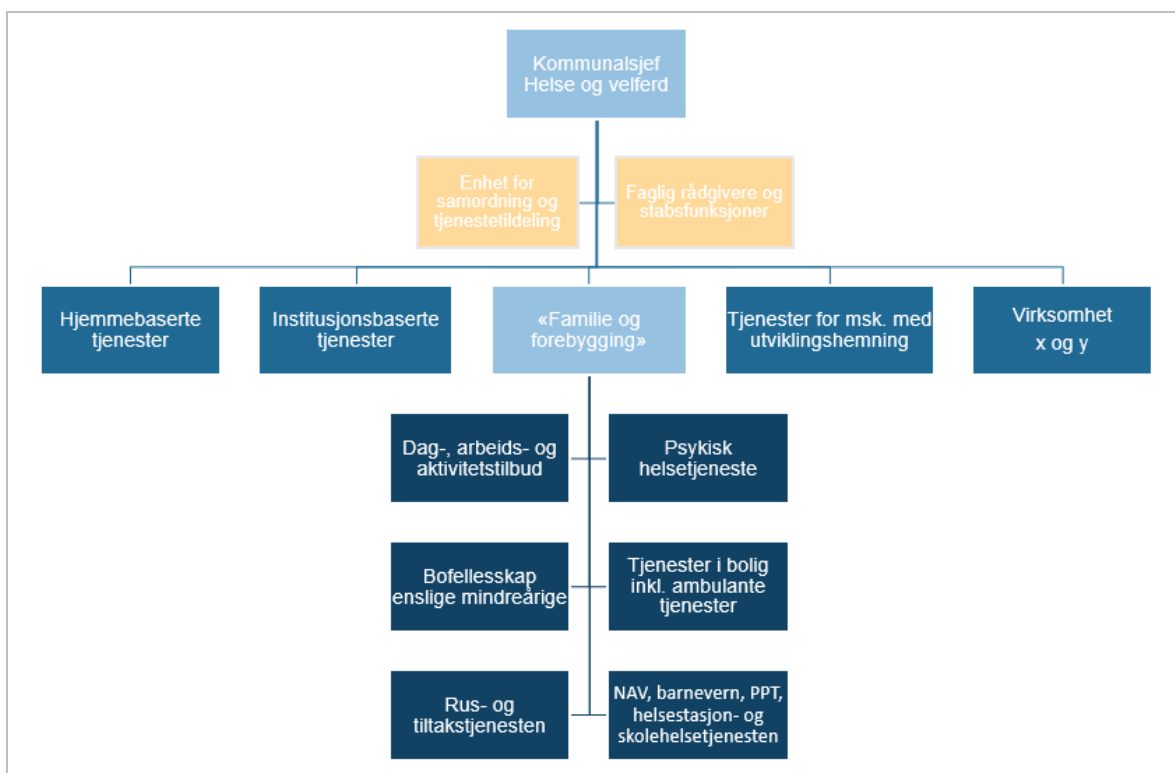 Kommunalsjef
Helse og velferd
Enhet for
samordning og
tjenestetildeling
Faglig rådgivere og
stabsfunksjoner
Hjemmebaserte
tjenester
Institusjonsbaserte
tjenester
«Familie og
forebygging»
Tjenester for msk. med
utviklingshemning
Virksomhet
x og y
Dag-, arbeids- og
aktivitetstilbud
Psykisk
helsetjeneste
Bofellesskap
enslige mindreårige
Tjenester i bolig
inkl. ambulante
tjenester
Rus- og
tiltakstjenesten
NAV, barnevern, PPT,
helsestasjon- og
skolehelsetjenesten